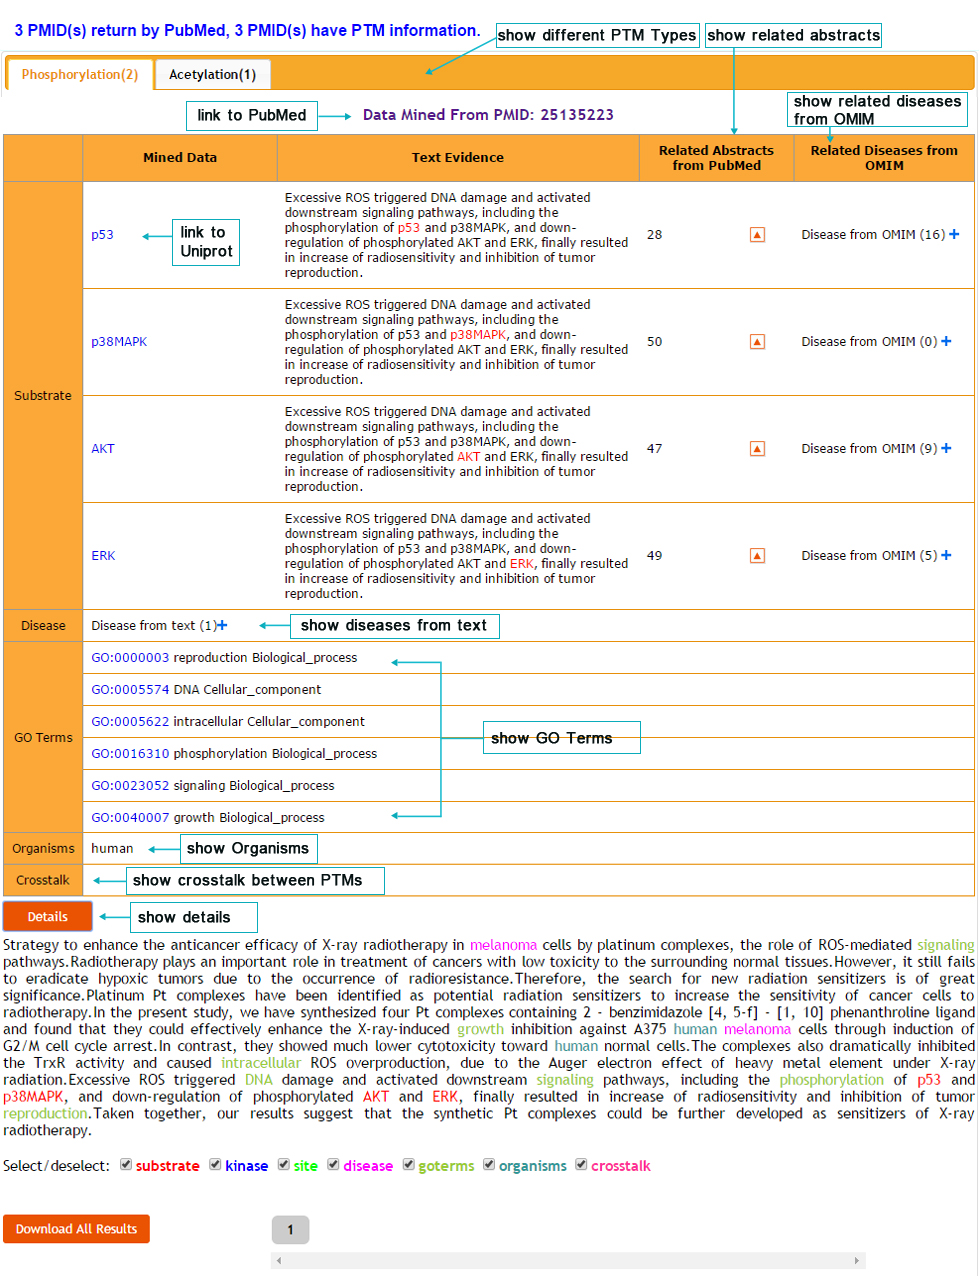 3 PMID(s) return by PubMed, 3 PMID(s) have PTM information.
show different PTM Types
show related abstracts
Phosphorylation(2)
Acetylation(1)
link to PubMed
Data Mined From PMID: 25135223
show related diseases
from OMIM
Mined Data
Text Evidence
Related Abstracts
from PubMed
Related Diseases from
OMIM
Substrate
p53
link to
Uniprot
Excessive ROS triggered DNA damage and activated
downstream signaling pathways, including the
phosphorylation of p53 and p38MAPK, and down-
regulation of phosphorylated AKT and ERK, finally resulted
in increase of radiosensitivity and inhibition of tumor
reproduction.
28
Disease from OMIM (16) +
p38MAPK
Excessive ROS triggered DNA damage and activated
downstream signaling pathways, including the
phosphorylation of p53 and p38MAPK, and down-
regulation of phosphorylated AKT and ERK, finally resulted
in increase of radiosensitivity and inhibition of tumor
reproduction.
50
Disease from OMIM (0) +
AKT
Excessive ROS triggered DNA damage and activated
downstream signaling pathways, including the
phosphorylation of p53 and p38MAPK, and down-
regulation of phosphorylated AKT and ERK, finally resulted
in increase of radiosensitivity and inhibition of tumor
reproduction.
47
Disease from OMIM (9) +
ERK
Excessive ROS triggered DNA damage and activated
downstream signaling pathways, including the
phosphorylation of p53 and p38MAPK, and down-
regulation of phosphorylated AKT and ERK, finally resulted
in increase of radiosensitivity and inhibition of tumor
reproduction.
49
Disease from OMIM (5) +
Disease
Disease from text (1)+
show diseases from text
GO Terms
GO:0000003 reproduction Biological_process
GO:0005574 DNA Cellular_component
GO:0005622 intracellular Cellular_component
GO:0016310 phosphorylation Biological_process
GO:0023052 signaling Biological_process
GO:0040007 growth Biological_process
show GO Terms
Organisms
human
show Organisms
Crosstalk
show crosstalk between PTMs
Details
show details
Strategy to enhance the anticancer efficacy of X-ray radiotherapy in melanoma cells by platinum complexes, the role of ROS-mediated signaling
pathways.Radiotherapy plays an important role in treatment of cancers with low toxicity to the surrounding normal tissues.However, it still fails
to eradicate hypoxic tumors due to the occurrence of radioresistance.Therefore, the search for new radiation sensitizers is of great
significance.Platinum Pt complexes have been identified as potential radiation sensitizers to increase the sensitivity of cancer cells to
radiotherapy.In the present study, we have synthesized four Pt complexes containing 2 - benzimidazole [4, 5-f] - [1, 10] phenanthroline ligand
and found that they could effectively enhance the X-ray-induced growth inhibition against A375 human melanoma cells through induction of
G2/M cell cycle arrest.In contrast, they showed much lower cytotoxicity toward human normal cells.The complexes also dramatically inhibited
the TrxR activity and caused intracellular ROS overproduction, due to the Auger electron effect of heavy metal element under X-ray
radiation.Excessive ROS triggered DNA damage and activated downstream signaling pathways, including the phosphorylation of p53 and
p38MAPK, and down-regulation of phosphorylated AKT and ERK, finally resulted in increase of radiosensitivity and inhibition of tumor
reproduction.Taken together, our results suggest that the synthetic Pt complexes could be further developed as sensitizers of X-ray
radiotherapy.
Select/deselect: substrate kinase site disease goterms organisms crosstalk
Download All Results
1